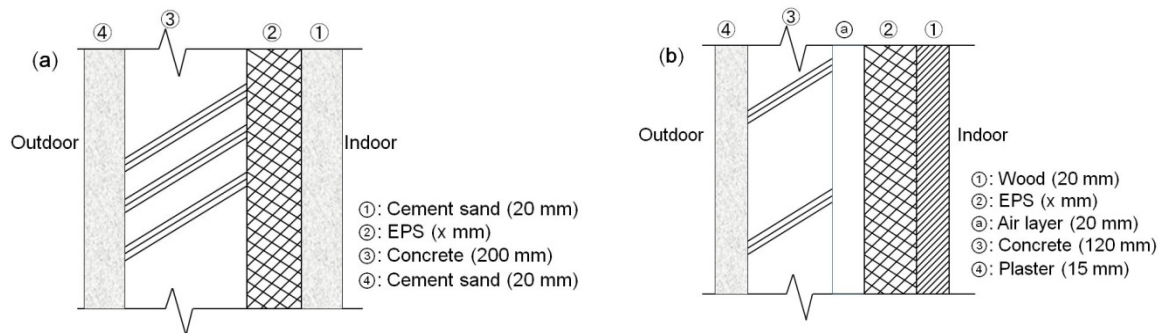 (a)
④ ③ ② ①
Outdoor
Indoor
①: Cement sand (20 mm)
②: EPS (x mm)
③: Concrete (200 mm)
④: Cement sand (20 mm)
(b)
④ ③ ⓐ ② ①
Outdoor
Indoor
①: Wood (20 mm)
②: EPS (x mm)
ⓐ: Air layer (20 mm)
③: Concrete (120 mm)
④: Plaster (15 mm)